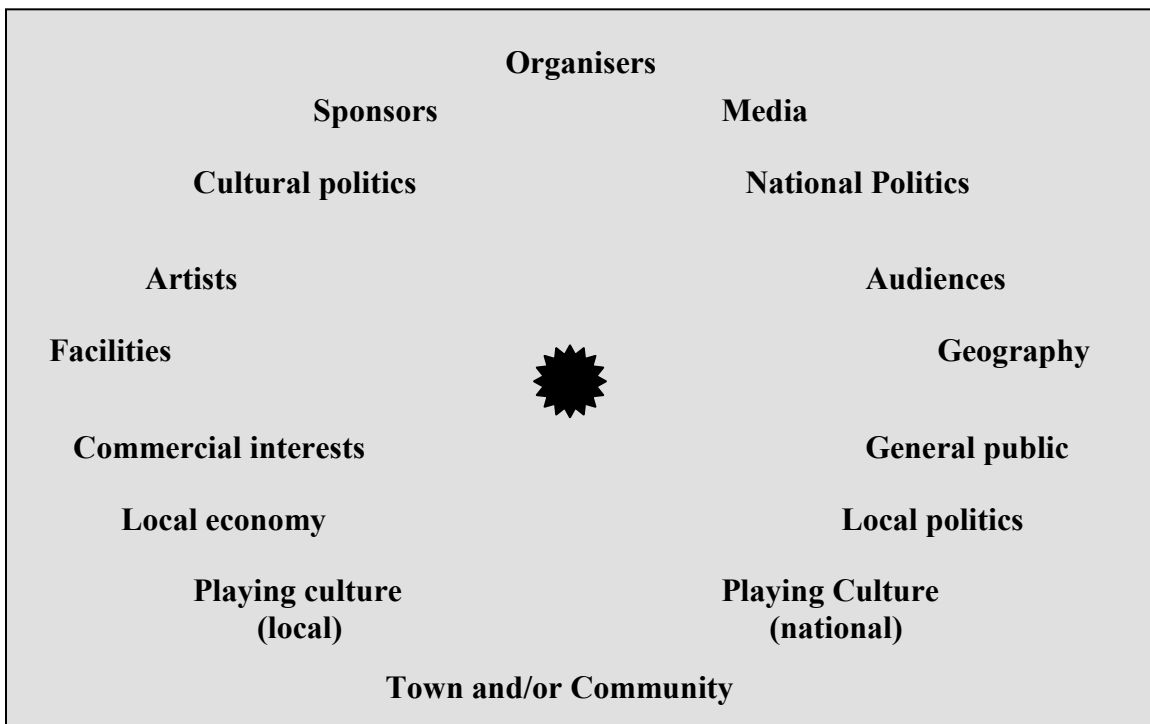 Organisers
Sponsors Media
Cultural politics National Politics
Artists Audiences
Facilities Geography
Commercial interests General public
Local economy Local politics
Playing culture Playing Culture
(local) (national)
Town and/or Community